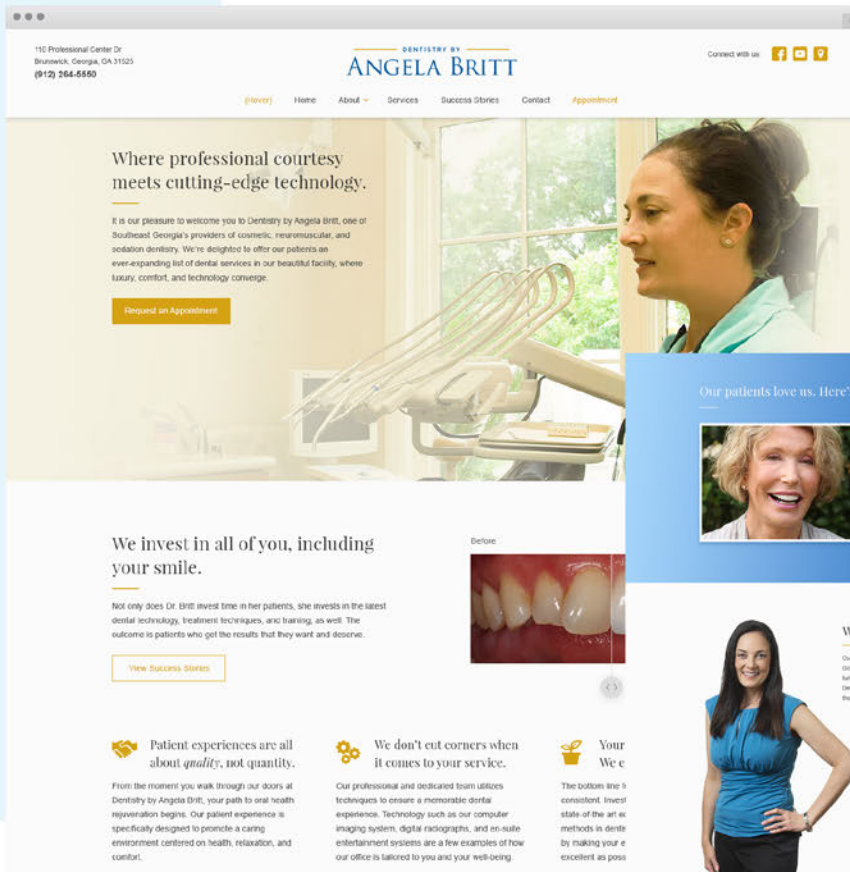 110 Professional Center Dr
Brunswick, Georgia, GA 31525
(912) 264-5550
DENTISTRY BY
ANGELA BRITT
Connect with us
(Hover) Home About Services Success Stories Contact Appointment
Where professional courtesy
meets cutting-edge technology.
It is our pleasure to welcome you to Dentistry by Angela Britt, one of
Southeast Georgia's providers of cosmetic, neuromuscular, and
sedation dentistry. We're delighted to offer our patients an
ever-expanding list of dental services in our beautiful facility, where
luxury, comfort, and technology converge.
Request an Appointment
Our patients love us. Here's
We invest in all of you, including
your smile.
Not only does Dr. Britt invest time in her patients, she invests in the latest
dental technology, treatment techniques, and training, as well. The
outcome is patients who get the results that they want and deserve.
View Success Stories
Before
Patient experiences are all
about quality, not quantity.
From the moment you walk through our doors at
Dentistry by Angela Britt, your path to oral health
rejuvenation begins. Our patient experience is
specifically designed to promote a caring
environment centered on health, relaxation, and
comfort.
We don't cut corners when
it comes to your service.
Our professional and dedicated team utilizes
techniques to ensure a memorable dental
experience. Technology such as our computer
imaging system, digital radiographs, and en-suite
entertainment systems are a few examples of how
our office is tailored to you and your well-being.
Your
We e
The bottom line
consistent. Invest
state-of-the-art
methods in
by making your e
excellent as poss
W